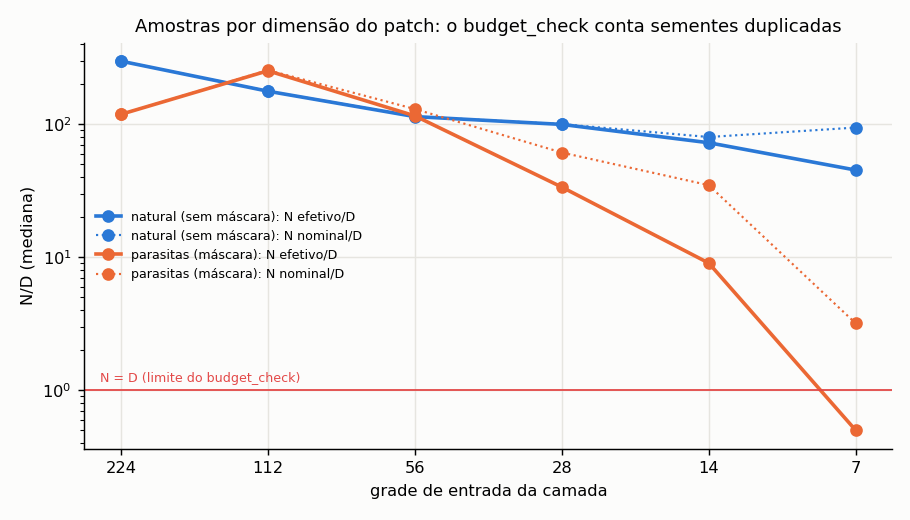 Amostras por dimensão do patch: o budget_check conta sementes duplicadas
N/D (mediana)
10²
10¹
10⁰
natural (sem máscara): N efetivo/D
natural (sem máscara): N nominal/D
parasitas (máscara): N efetivo/D
parasitas (máscara): N nominal/D
N = D (limite do budget_check)
224 112 56 28 14 7
grade de entrada da camada